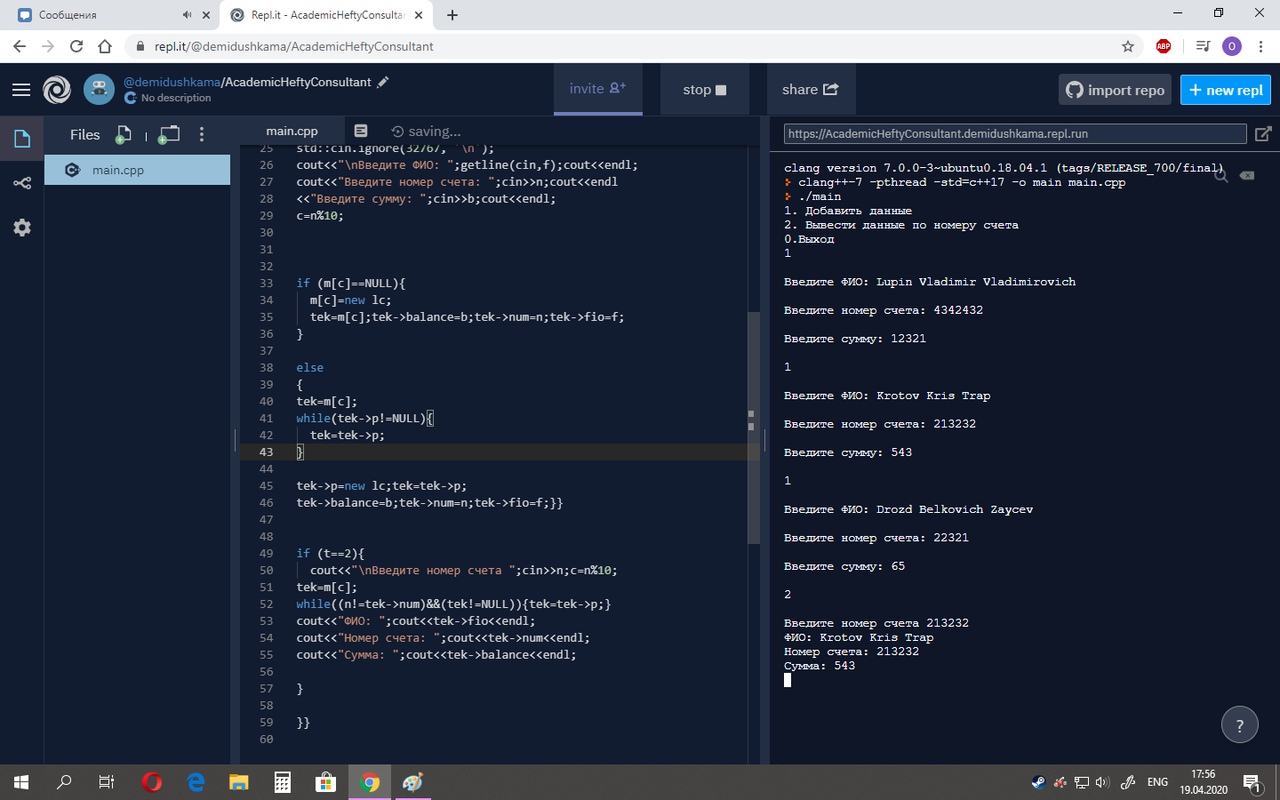 Сообщения
Repl.it - AcademicHeftyConsulta
repl.it/@demidushkama/AcademicHeftyConsultant
ABP
O
@demidushkama/AcademicHeftyConsultant
No description
invite
stop
share
import repo
+ new repl
Files
main.cpp
main.cpp
saving...
25 std::cin.ignore(32767, '\n');
26 cout<<"\nВведите ФИО: ";getline(cin,f);cout<<endl;
27 cout<<"Введите номер счета: ";cin>>n;cout<<endl
28 <<"Введите сумму: ";cin>>b;cout<<endl;
29 c=n%10;
30
31
32
33 if (m[c]==NULL){
34 m[c]=new lc;
35 tek=m[c];tek->balance=b;tek->num=n;tek->fio=f;
36 }
37
38 else
39 {
40 tek=m[c];
41 while(tek->p!=NULL){
42 tek=tek->p;
43 }
44
45 tek->p=new lc;tek=tek->p;
46 tek->balance=b;tek->num=n;tek->fio=f;}}
47
48
49 if (t==2){
50 cout<<"\nВведите номер счета ";cin>>n;c=n%10;
51 tek=m[c];
52 while((n!=tek->num)&&(tek!=NULL)){tek=tek->p;}
53 cout<<"ФИО: ";cout<<tek->fio<<endl;
54 cout<<"Номер счета: ";cout<<tek->num<<endl;
55 cout<<"Сумма: ";cout<<tek->balance<<endl;
56
57 }
58
59 }}
60
https://AcademicHeftyConsultant.demidushkama.repl.run
clang version 7.0.0-3~ubuntu0.18.04.1 (tags/RELEASE_700/final)
clang++-7 -pthread -std=c++17 -o main main.cpp
./main
1. Добавить данные
2. Вывести данные по номеру счета
0.Выход
1
Введите ФИО: Lupin Vladimir Vladimirovich
Введите номер счета: 4342432
Введите сумму: 12321
1
Введите ФИО: Krotov Kris Trap
Введите номер счета: 213232
Введите сумму: 543
1
Введите ФИО: Drozd Belkovich Zaycev
Введите номер счета: 22321
Введите сумму: 65
2
Введите номер счета 213232
ФИО: Krotov Kris Trap
Номер счета: 213232
Сумма: 543
?
ENG
17:56
19.04.2020
1